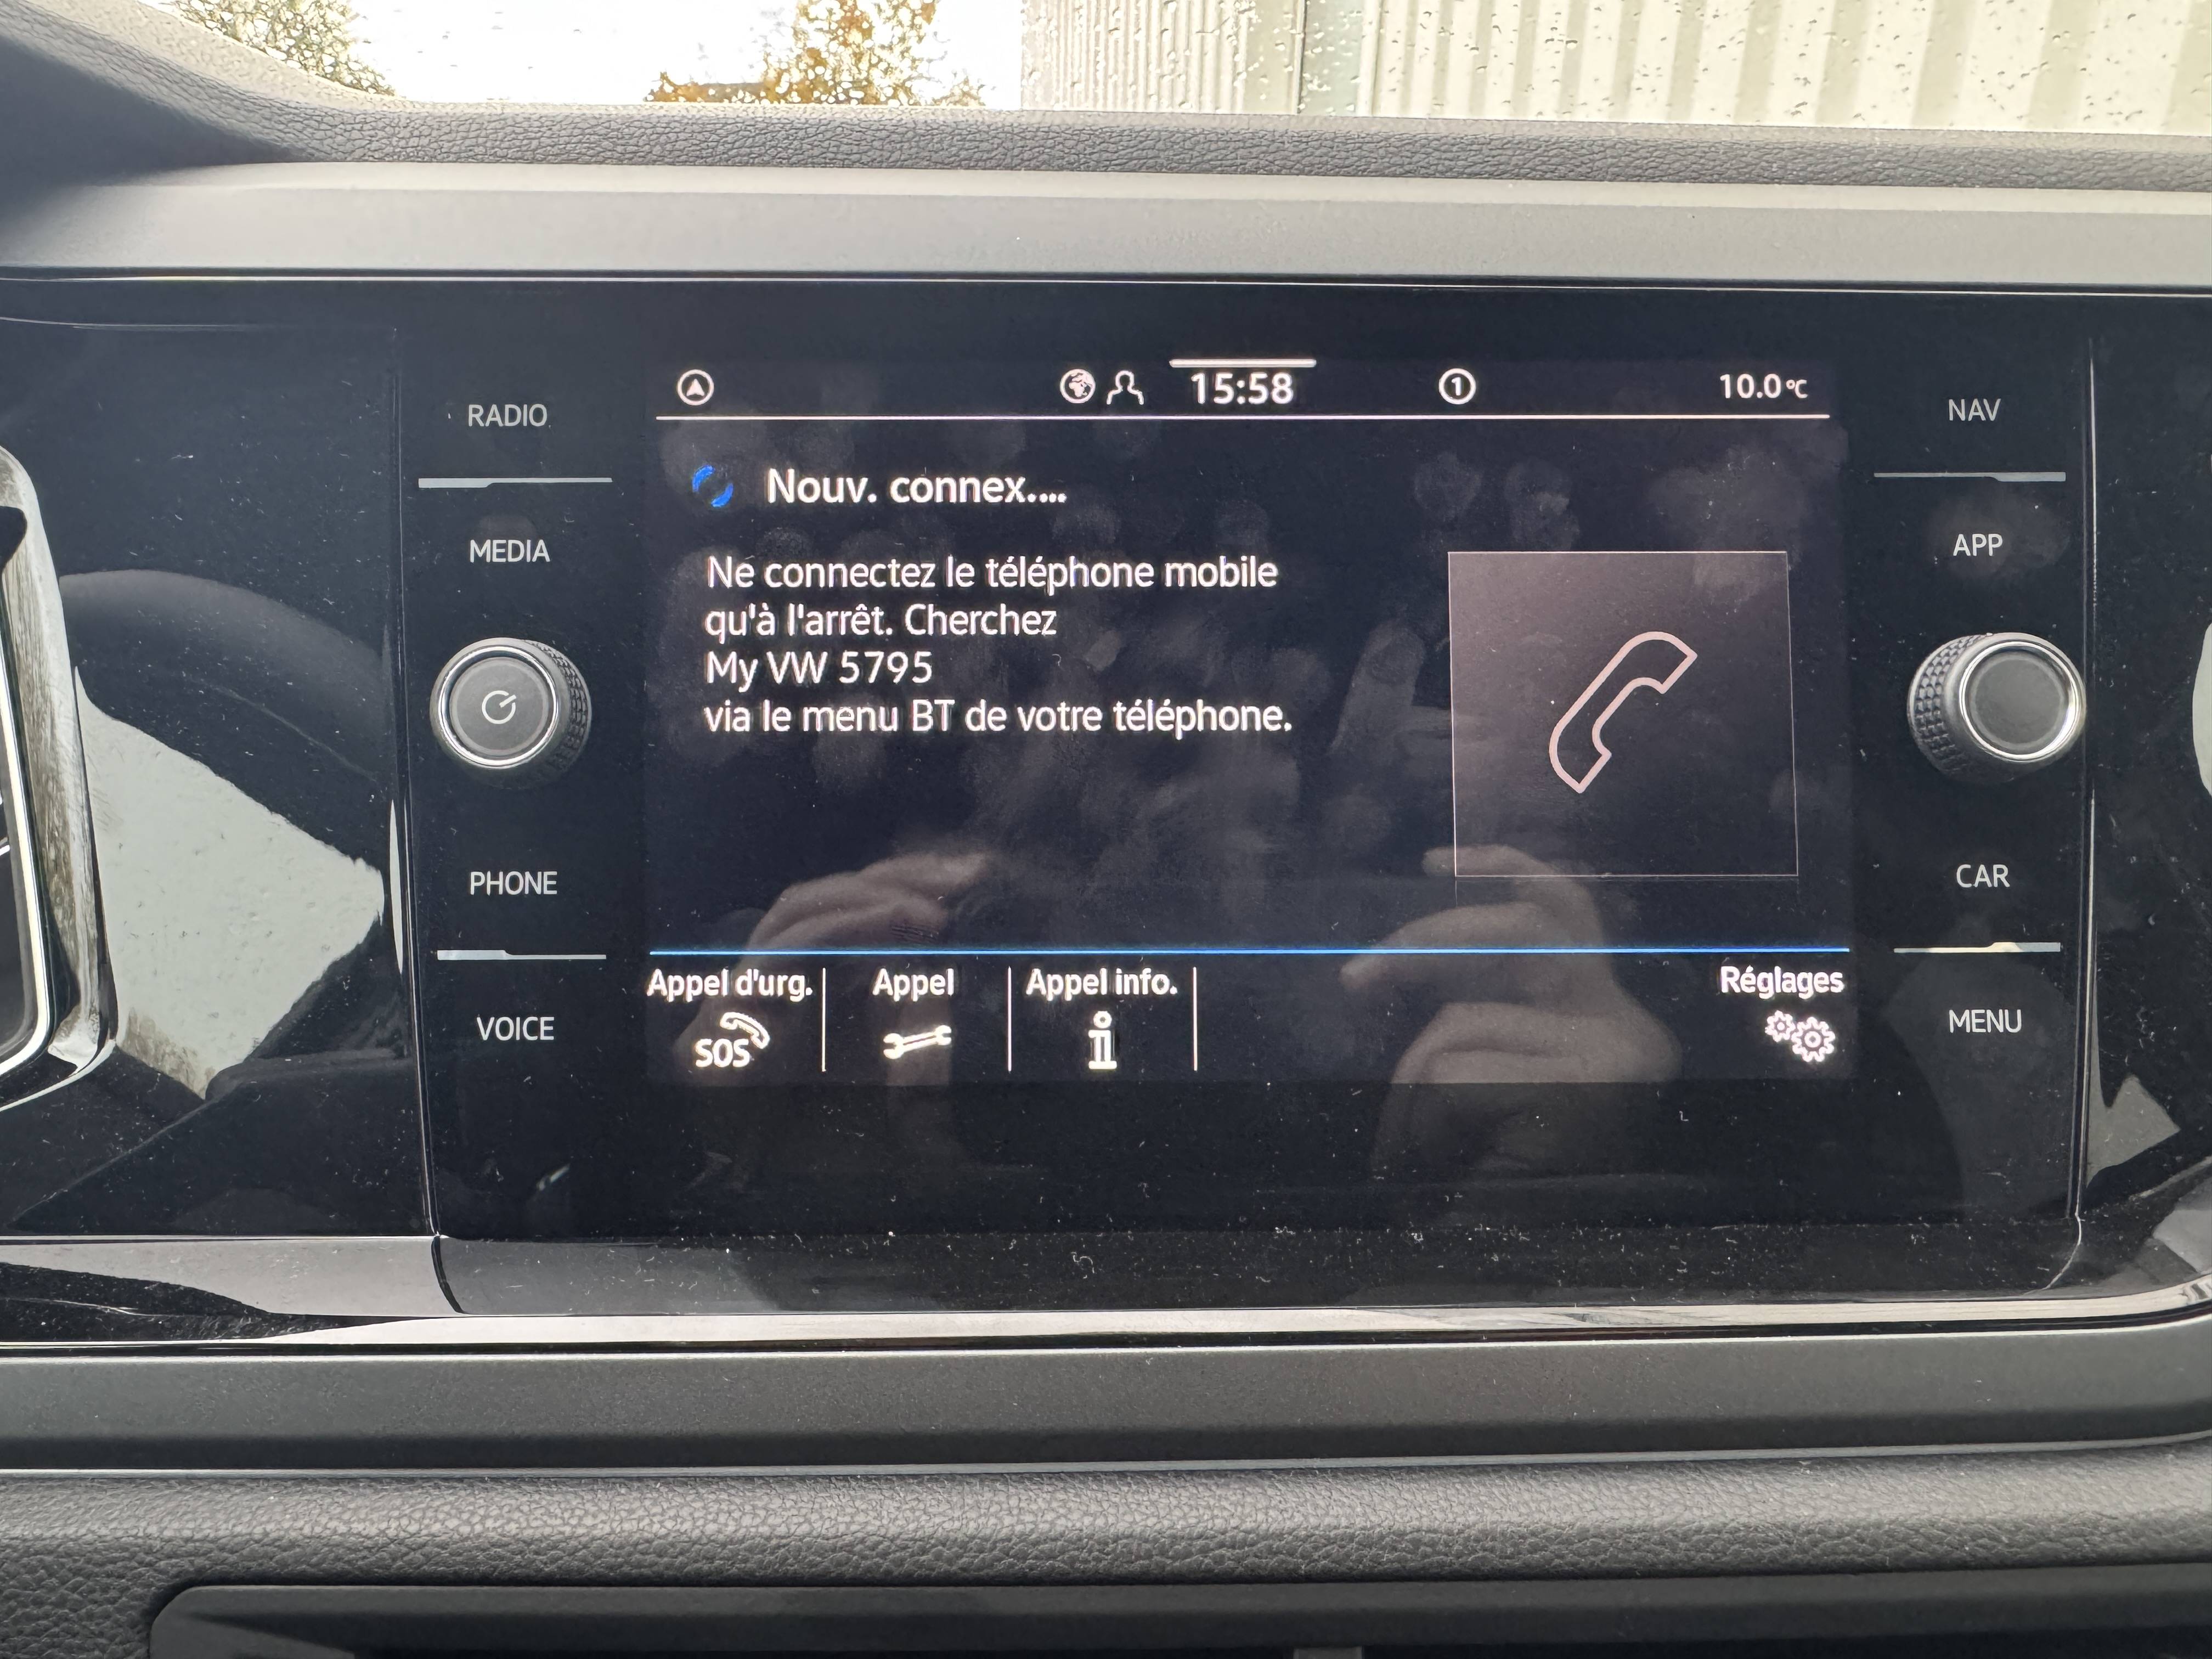 RADIO
MEDIA
PHONE
VOICE
15:58
1
10.0°C
Nouv. connex....
Ne connectez le téléphone mobile
qu'à l'arrêt. Cherchez
My VW 5795
via le menu BT de votre téléphone.
Appel d'urg.
SOS
Appel
Appel info.
i
Réglages
NAV
APP
CAR
MENU